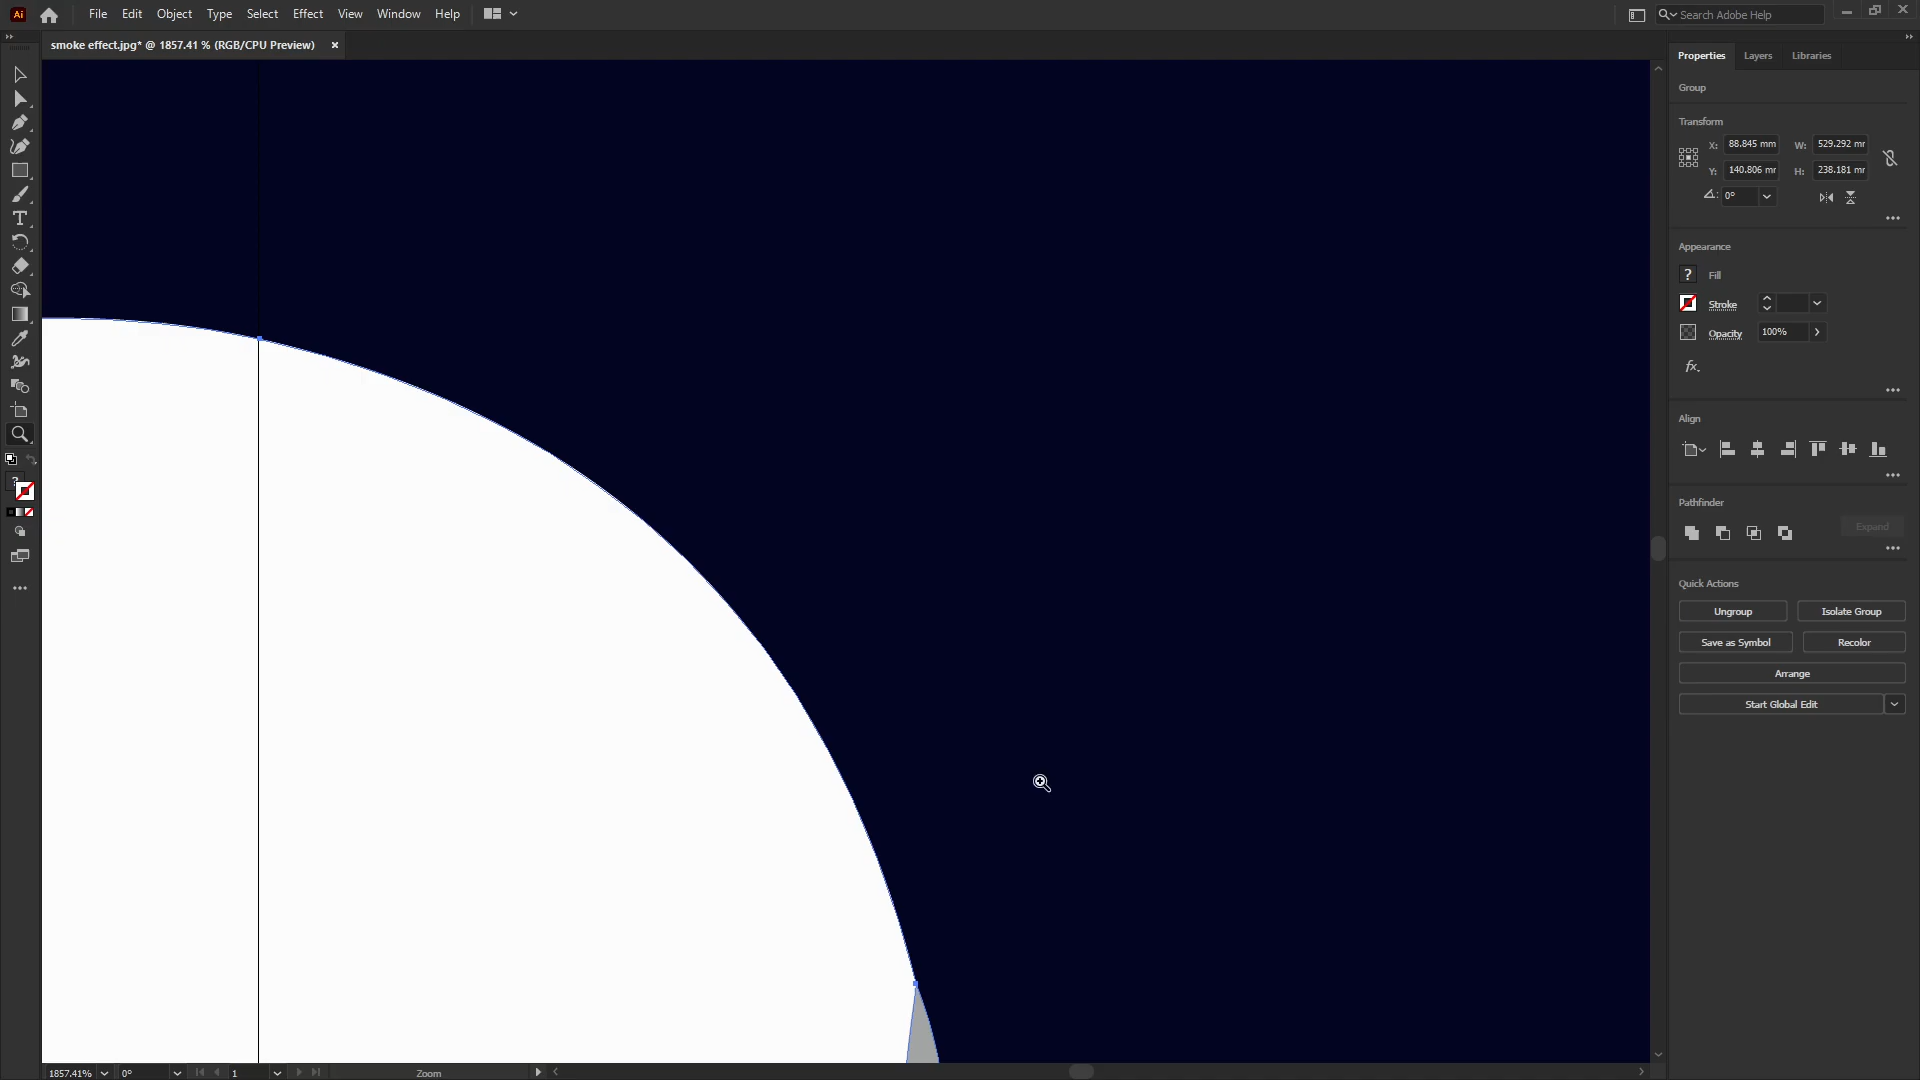 Ai File Edit Object Type Select Effect View Window Help Search Adobe Help
smoke effect.jpg* @ 1857.41 % (RGB/CPU Preview) ×
Properties Layers Libraries
Group
Transform
X: 88.845 mm W: 529.292 mr
Y: 140.806 mr H: 238.181 mr
0°
Appearance
? Fill
Stroke
Opacity 100%
fx.
Align
Pathfinder
Expand
Quick Actions
Ungroup Isolate Group
Save as Symbol Recolor
Arrange
Start Global Edit
1857.41% 0° 1 Zoom